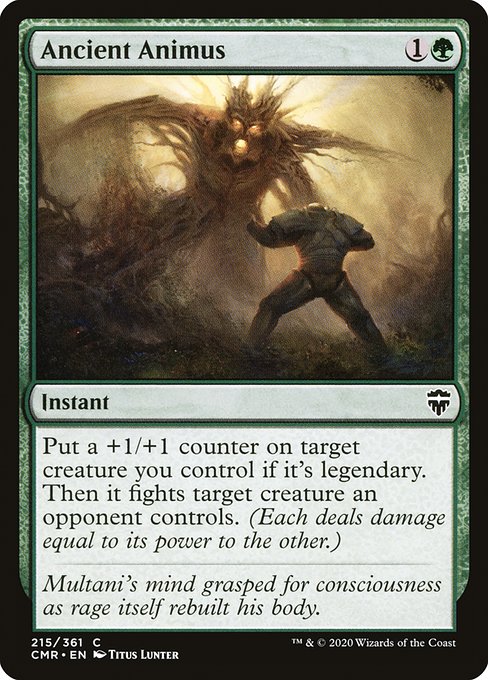 Ancient Animus 1
Instant
Put a +1/+1 counter on target
creature you control if it's legendary.
Then it fights target creature an
opponent controls. (Each deals damage
equal to its power to the other.)
Multani's mind grasped for consciousness
as rage itself rebuilt his body.
215/361 C
CMR • EN Titus Lunter
™ & © 2020 Wizards of the Coast